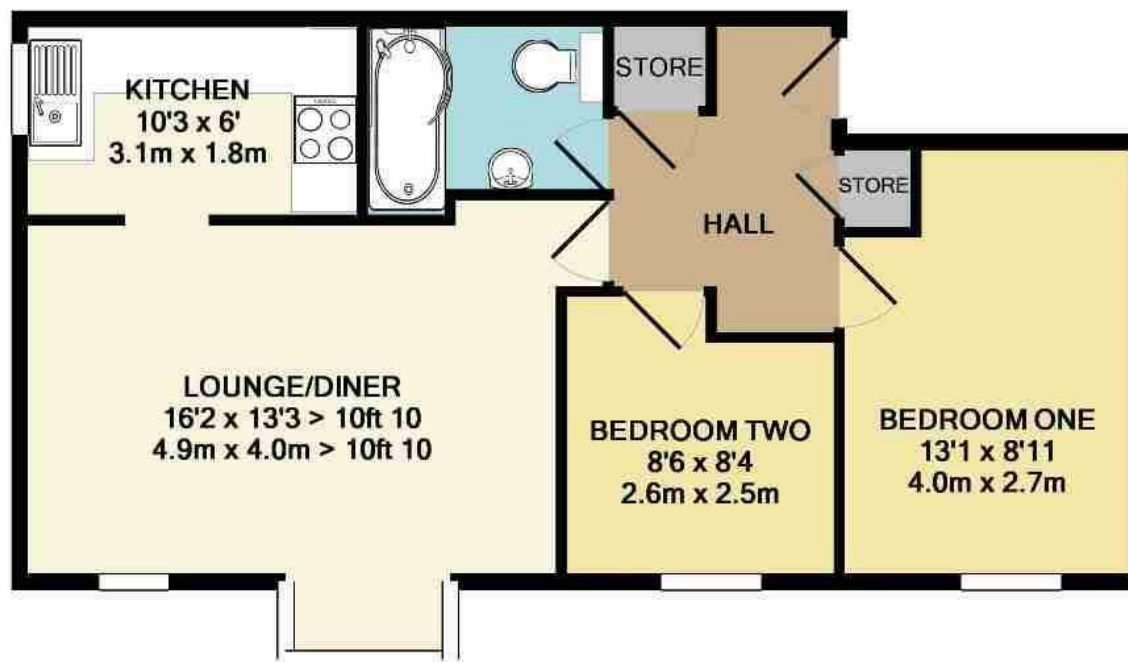 KITCHEN
10'3 x 6'
3.1m x 1.8m
STORE
STORE
HALL
LOUNGE/DINER
16'2 x 13'3 > 10ft 10
4.9m x 4.0m > 10ft 10
BEDROOM TWO
8'6 x 8'4
2.6m x 2.5m
BEDROOM ONE
13'1 x 8'11
4.0m x 2.7m